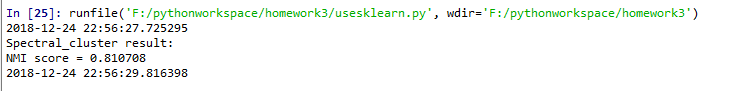 In [25]: runfile('F:/pythonworkspace/homework3/usesklearn.py', wdir='F:/pythonworkspace/homework3')
2018-12-24 22:56:27.725295
Spectral_cluster result:
NMI score = 0.810708
2018-12-24 22:56:29.816398